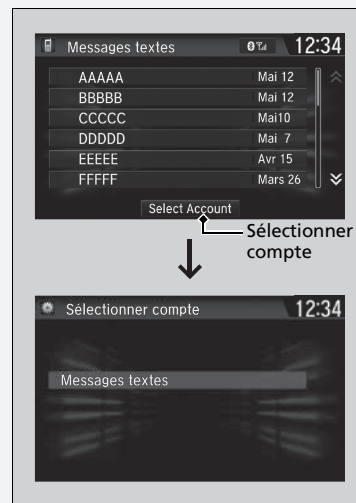 Messages textes 12:34
AAAAA Mai 12
BBBBB Mai 12
CCCCC Mai10
DDDDD Mai 7
EEEEE Avr 15
FFFFF Mars 26
Select Account
Sélectionner
compte
Sélectionner compte 12:34
Messages textes